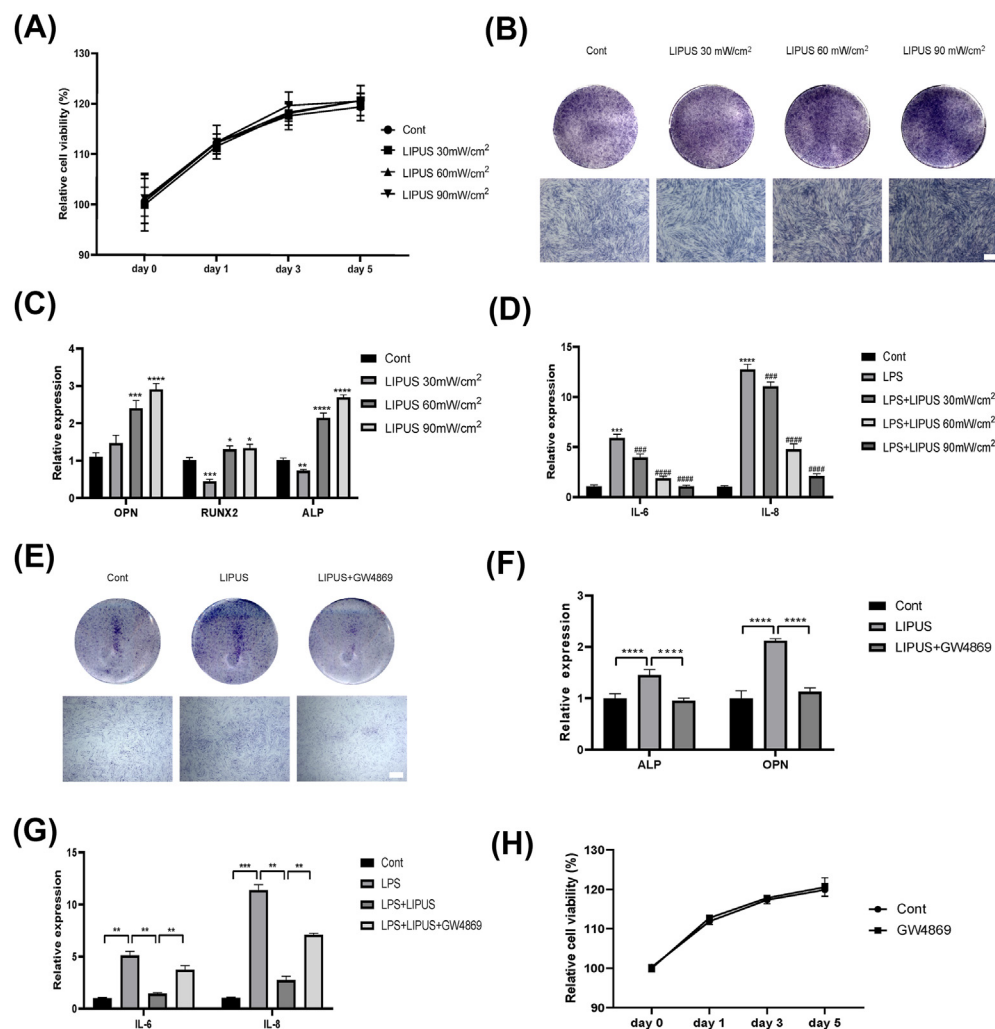 (A)
130
120
110
100
90
Relative cell viability (%)
day 0 day 1 day 3 day 5
Cont
LIPUS 30mW/cm²
LIPUS 60mW/cm²
LIPUS 90mW/cm²
(B)
Cont LIPUS 30 mW/cm² LIPUS 60 mW/cm² LIPUS 90 mW/cm²
(C)
4
3
2
1
0
Relative expression
*** **** *** * * ** **** ****
OPN RUNX2 ALP
Cont
LIPUS 30mW/cm²
LIPUS 60mW/cm²
LIPUS 90mW/cm²
(D)
15
10
5
0
Relative expression
*** ### #### #### **** ### #### ####
IL-6 IL-8
Cont
LPS
LPS+LIPUS 30mW/cm²
LPS+LIPUS 60mW/cm²
LPS+LIPUS 90mW/cm²
(E)
Cont LIPUS LIPUS+GW4869
(F)
3
2
1
0
Relative expression
**** **** **** ****
ALP OPN
Cont
LIPUS
LIPUS+GW4869
(G)
15
10
5
0
Relative expression
** ** ** *** ** **
IL-6 IL-8
Cont
LPS
LPS+LIPUS
LPS+LIPUS+GW4869
(H)
130
120
110
100
90
Relative cell viability (%)
day 0 day 1 day 3 day 5
Cont
GW4869